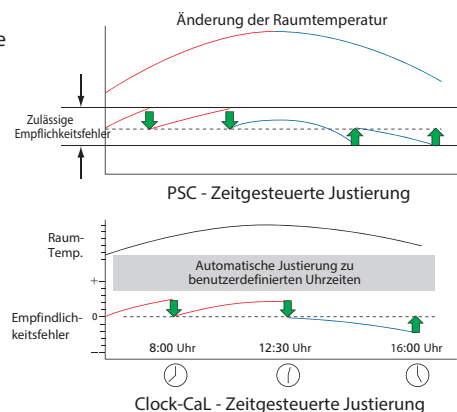 e
Änderung der Raumtemperatur
Zulässige
Empflichkeitsfehler
PSC - Zeitgesteuerte Justierung
Raum-
Temp.
Automatische Justierung zu
benutzerdefinierten Uhrzeiten
+
Empfindlich-
keitsfehler
0
−
8:00 Uhr 12:30 Uhr 16:00 Uhr
Clock-CaL - Zeitgesteuerte Justierung